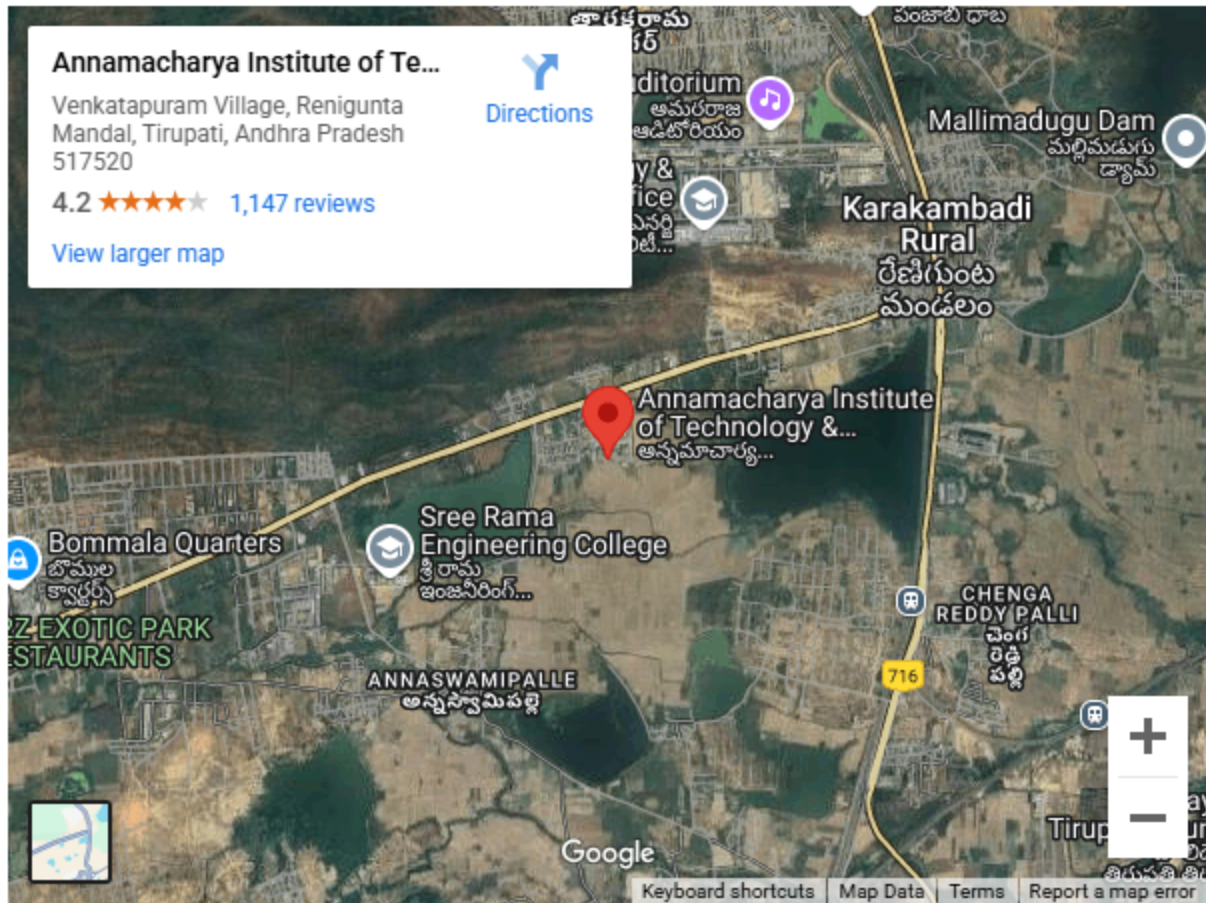 Annamacharya Institute of Te...
Venkatapuram Village, Renigunta
Mandal, Tirupati, Andhra Pradesh
517520
4.2 1,147 reviews
View larger map
Directions
తారకరామ
పంజాబీ ధాబ
అమరరాజ
ఆడిటోరియం
Mallimadugu Dam
మల్లిమడుగు
డ్యామ్
Karakambadi
Rural
రేణిగుంట
మండలం
Annamacharya Institute
of Technology &...
అన్నమాచార్య...
Sree Rama
Engineering College
శ్రీ రామ
ఇంజనీరింగ్...
Bommala Quarters
బొమ్మల
క్వార్టర్స్
EXOTIC PARK
ANNASWAMIPALLE
అన్నస్వామిపల్లె
CHENGA
REDDY PALLI
చెంగ
రెడ్డి
పల్లి
716
Google
Keyboard shortcuts
Map Data
Terms
Report a map error